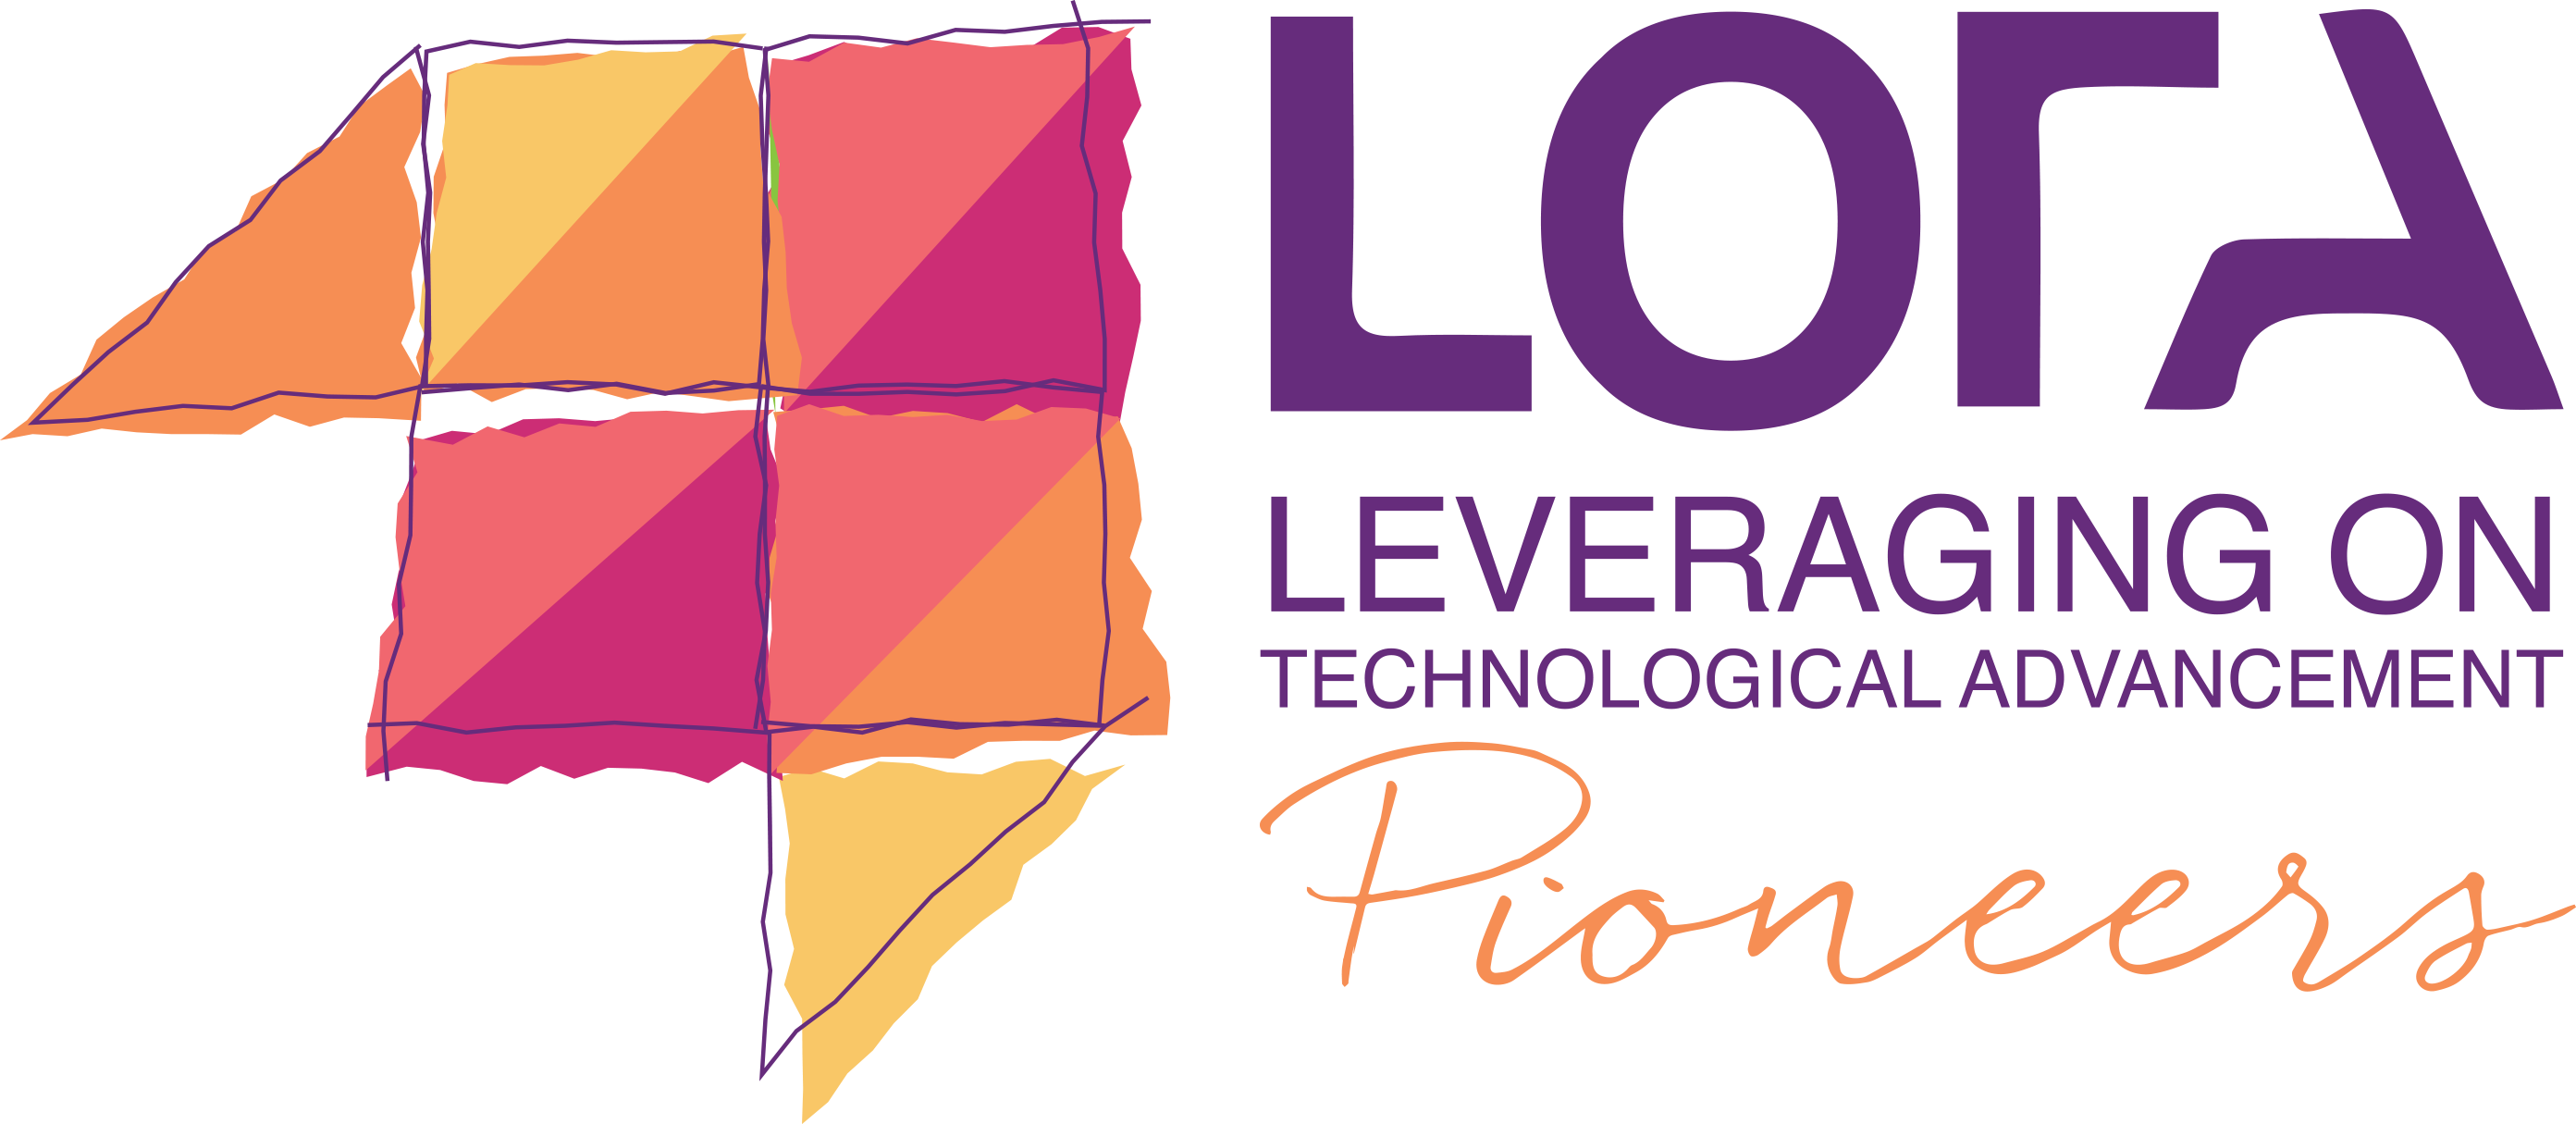 LOTA
LEVERAGING ON
TECHNOLOGICAL ADVANCEMENT
Pioneers